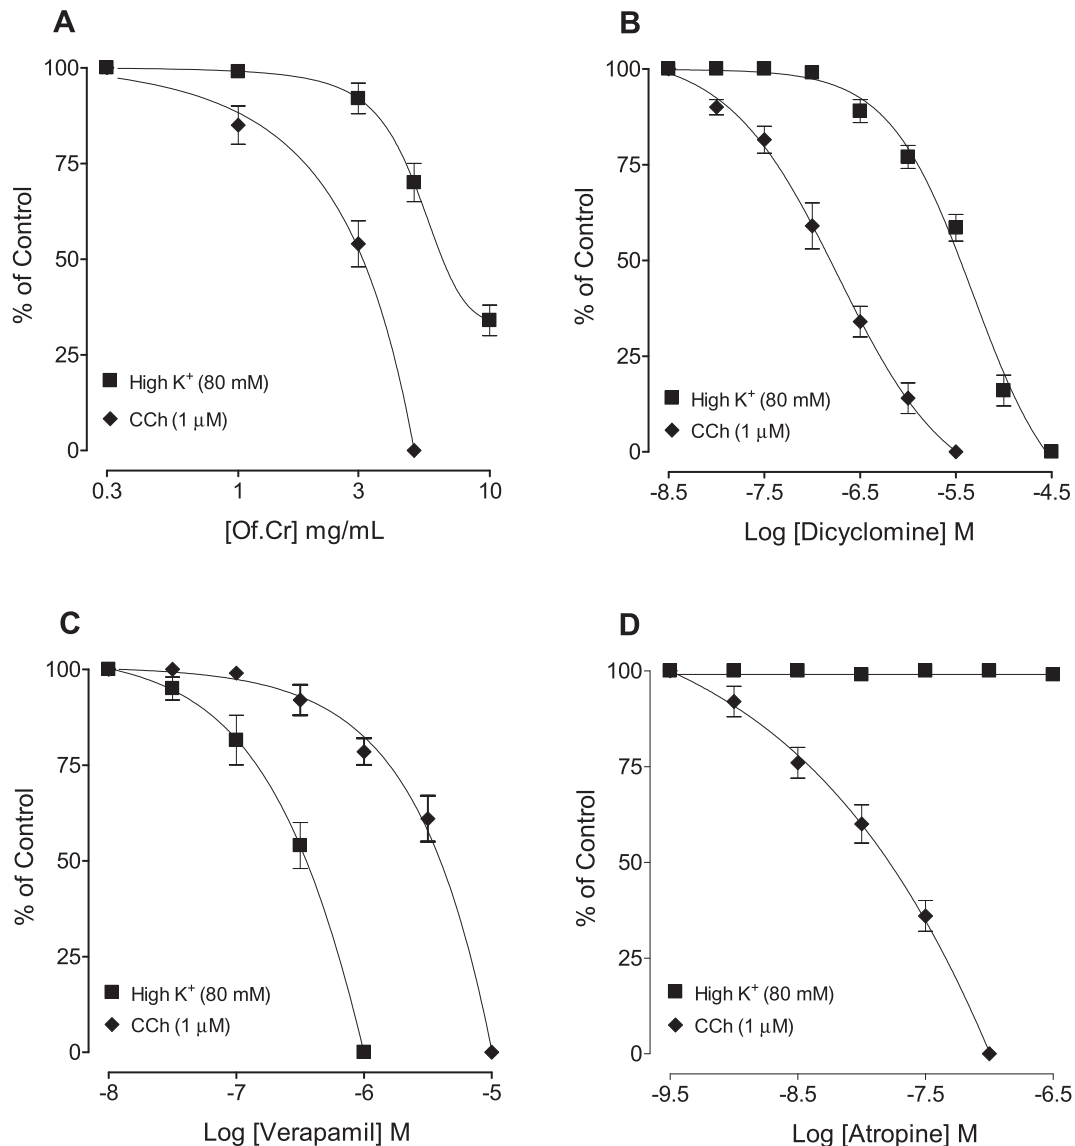 A
% of Control
100
75
50
25
0
High K+ (80 mM)
CCh (1 μM)
0.3 1 3 10
[Of.Cr] mg/mL
B
% of Control
100
75
50
25
0
High K+ (80 mM)
CCh (1 μM)
-8.5 -7.5 -6.5 -5.5 -4.5
Log [Dicyclomine] M
C
% of Control
100
75
50
25
0
High K+ (80 mM)
CCh (1 μM)
-8 -7 -6 -5
Log [Verapamil] M
D
% of Control
100
75
50
25
0
High K+ (80 mM)
CCh (1 μM)
-9.5 -8.5 -7.5 -6.5
Log [Atropine] M